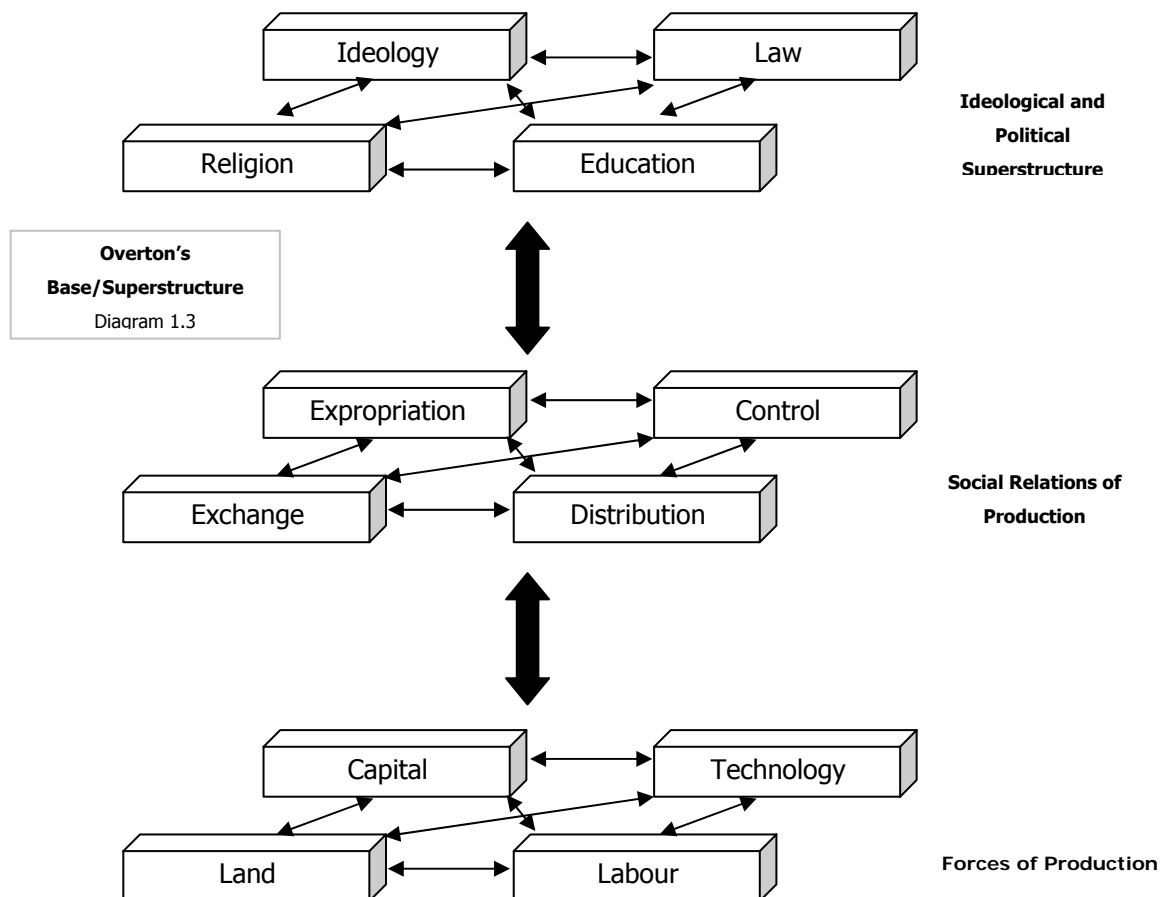 Ideology
Law
Religion
Education
Ideological and
Political
Superstructure
Overton’s
Base/Superstructure
Diagram 1.3
Expropriation
Control
Exchange
Distribution
Social Relations of
Production
Capital
Technology
Land
Labour
Forces of Production